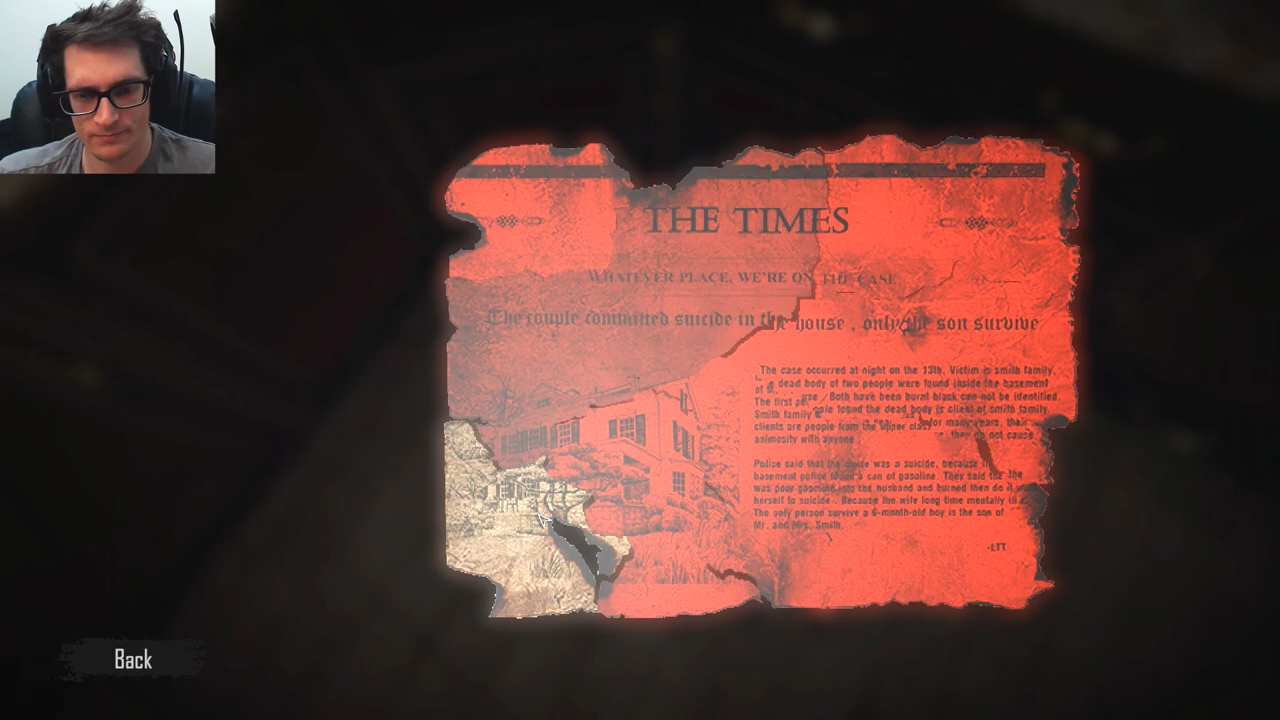 THE TIMES
WHATEVER PLACE, WE'RE ON THE CASE
The couple committed suicide in the house , only the son survive
The case occurred at night on the 13th. Victim is smith family.
dead body of two people were found inside the basement
of Both have been burnt black can not be identified.
The first found the dead body is client of smith family.
Smith family for many years, their
clients are people from the upper class do not cause
animosity with anyone
Police said that the was a suicide, because
basement police found a can of gasoline. They said the
was pour gasoline into the husband and burned then do it
herself to suicide . Because the wife long time mentally ill
The only person survive a 6-month-old boy is the son of
Mr. and Mrs. Smith.
-LTT
Back